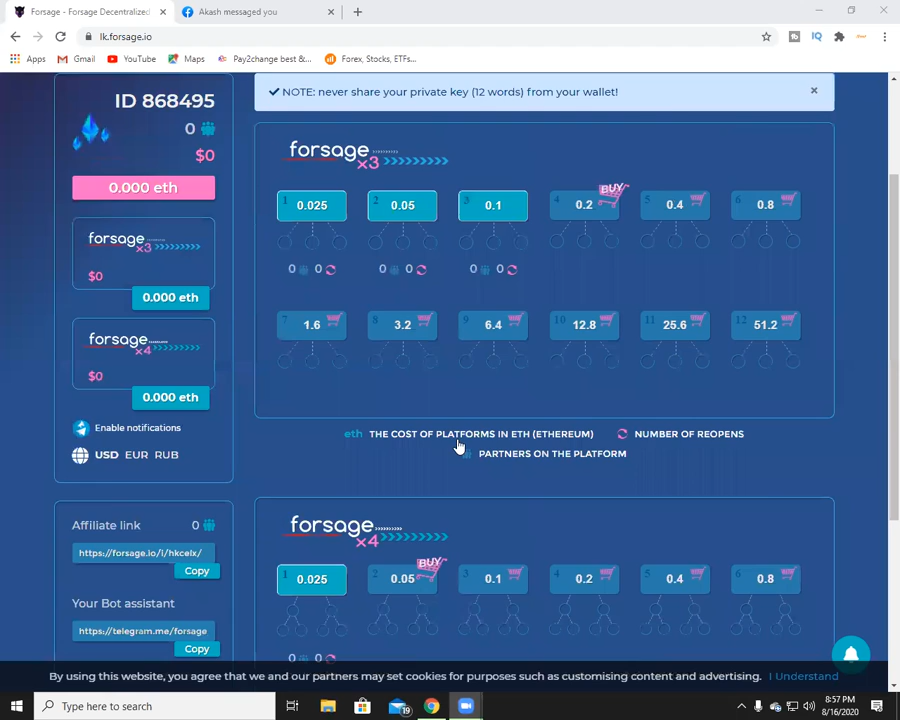 Forsage - Forsage Decentralized
Akash messaged you
lk.forsage.io
Apps
Gmail
YouTube
Maps
Pay2change best &...
Forex, Stocks, ETFs...
ID 868495
0
$0
0.000 eth
forsage
x3
$0
0.000 eth
forsage
x4
$0
0.000 eth
Enable notifications
USD EUR RUB
Affiliate link 0
https://forsage.io/i/hkcelx/
Copy
Your Bot assistant
https://telegram.me/forsage
Copy
NOTE: never share your private key (12 words) from your wallet!
forsage
x3
1 0.025
2 0.05
3 0.1
4 0.2 BUY
5 0.4
6 0.8
0 0
0 0
0 0
7 1.6
8 3.2
9 6.4
10 12.8
11 25.6
12 51.2
eth THE COST OF PLATFORMS IN ETH (ETHEREUM) NUMBER OF REOPENS
PARTNERS ON THE PLATFORM
forsage
x4
1 0.025
2 0.05 BUY
3 0.1
4 0.2
5 0.4
6 0.8
0 0
By using this website, you agree that we and our partners may set cookies for purposes such as customising content and advertising. I Understand
Type here to search
19
8:57 PM
8/16/2020